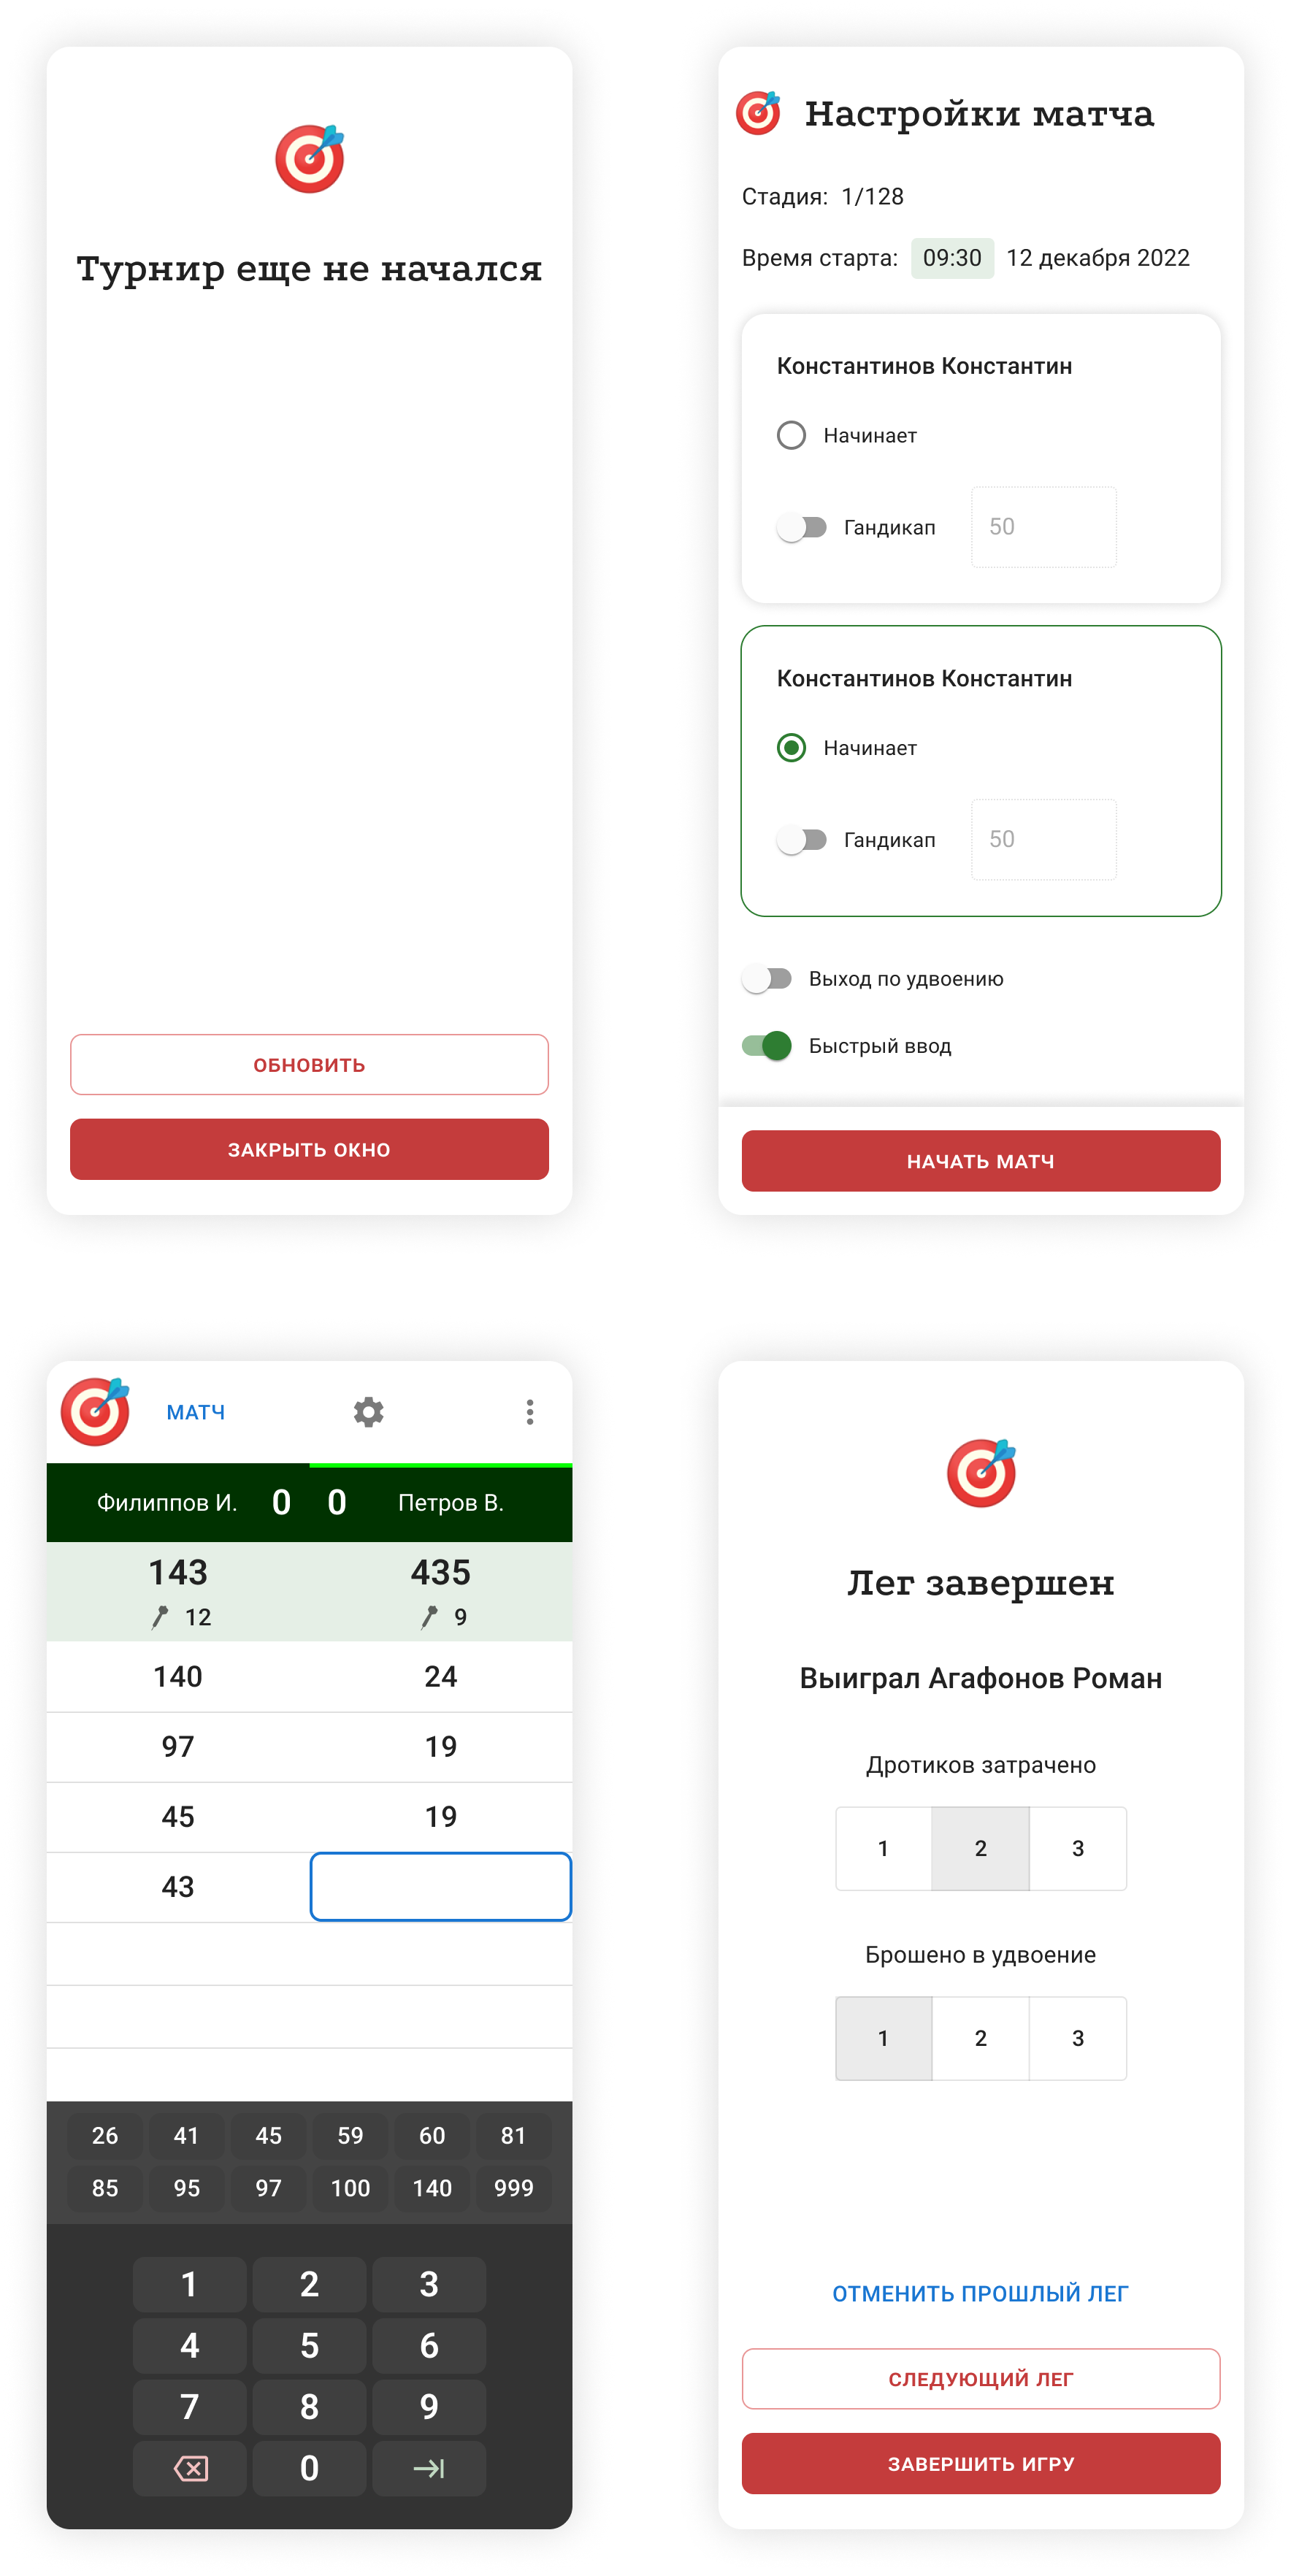 Турнир еще не начался
ОБНОВИТЬ
ЗАКРЫТЬ ОКНО
Настройки матча
Стадия: 1/128
Время старта: 09:30 12 декабря 2022
Константинов Константин
Начинает
Гандикап 50
Константинов Константин
Начинает
Гандикап 50
Выход по удвоению
Быстрый ввод
НАЧАТЬ МАТЧ
МАТЧ
Филиппов И. 0 0 Петров В.
143 435
12 9
140 24
97 19
45 19
43
26 41 45 59 60 81
85 95 97 100 140 999
1 2 3
4 5 6
7 8 9
0
Лег завершен
Выиграл Агафонов Роман
Дротиков затрачено
1 2 3
Брошено в удвоение
1 2 3
ОТМЕНИТЬ ПРОШЛЫЙ ЛЕГ
СЛЕДУЮЩИЙ ЛЕГ
ЗАВЕРШИТЬ ИГРУ